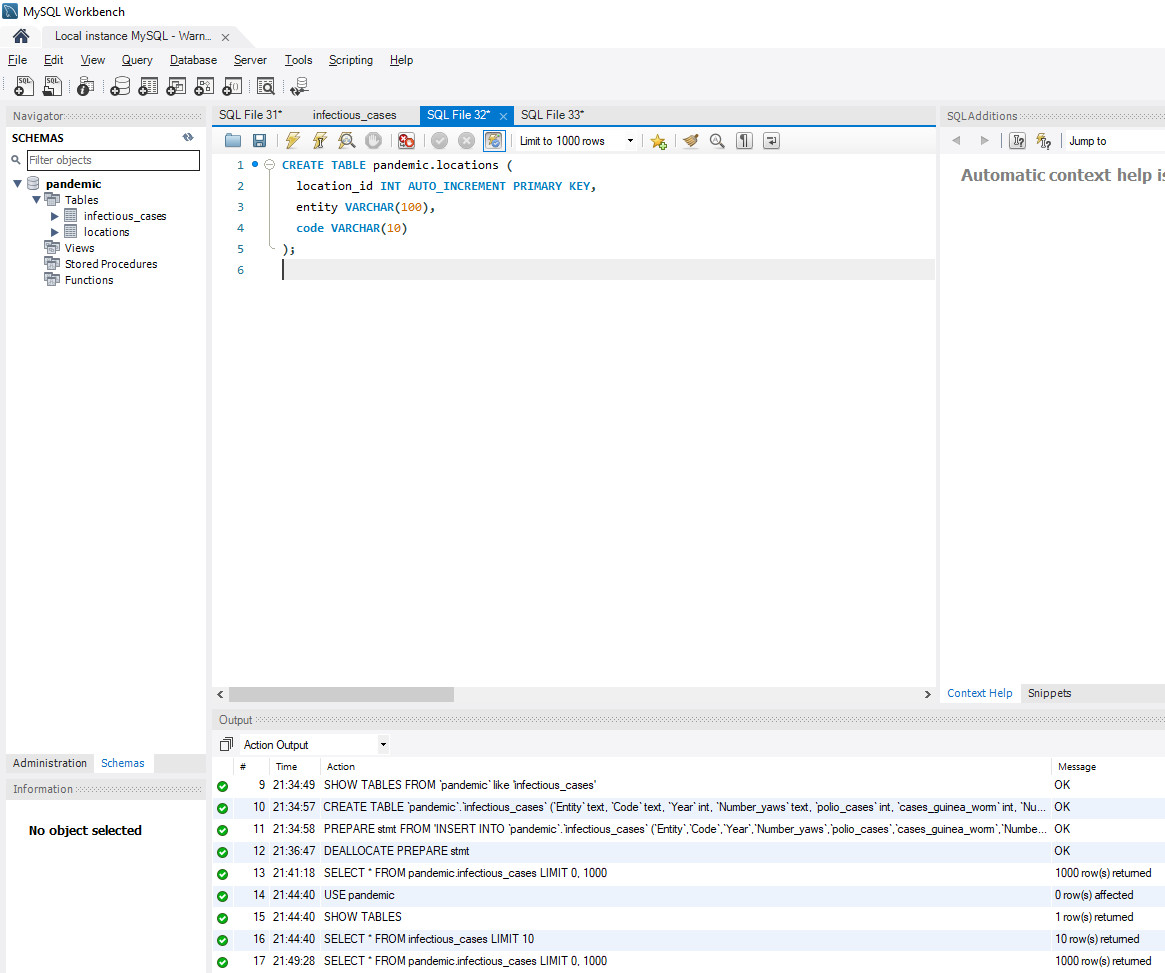 MySQL Workbench
Local instance MySQL - Warn...
File Edit View Query Database Server Tools Scripting Help
Navigator
SCHEMAS
Filter objects
pandemic
Tables
infectious_cases
locations
Views
Stored Procedures
Functions
Administration Schemas
Information
No object selected
SQL File 31* infectious_cases SQL File 32* SQL File 33*
Limit to 1000 rows
1 CREATE TABLE pandemic.locations (
2 location_id INT AUTO_INCREMENT PRIMARY KEY,
3 entity VARCHAR(100),
4 code VARCHAR(10)
5 );
6
SQLAdditions
Jump to
Automatic context help is
Context Help Snippets
Output
Action Output
# Time Action Message
9 21:34:49 SHOW TABLES FROM `pandemic` like 'infectious_cases' OK
10 21:34:57 CREATE TABLE `pandemic`.`infectious_cases` (`Entity` text, `Code` text, `Year` int, `Number_yaws` text, `polio_cases` int, `cases_guinea_worm` int, `Nu... OK
11 21:34:58 PREPARE stmt FROM 'INSERT INTO `pandemic`.`infectious_cases` (`Entity`,`Code`,`Year`,`Number_yaws`,`polio_cases`,`cases_guinea_worm`,`Numbe... OK
12 21:36:47 DEALLOCATE PREPARE stmt OK
13 21:41:18 SELECT * FROM pandemic.infectious_cases LIMIT 0, 1000 1000 row(s) returned
14 21:44:40 USE pandemic 0 row(s) affected
15 21:44:40 SHOW TABLES 1 row(s) returned
16 21:44:40 SELECT * FROM infectious_cases LIMIT 10 10 row(s) returned
17 21:49:28 SELECT * FROM pandemic.infectious_cases LIMIT 0, 1000 1000 row(s) returned